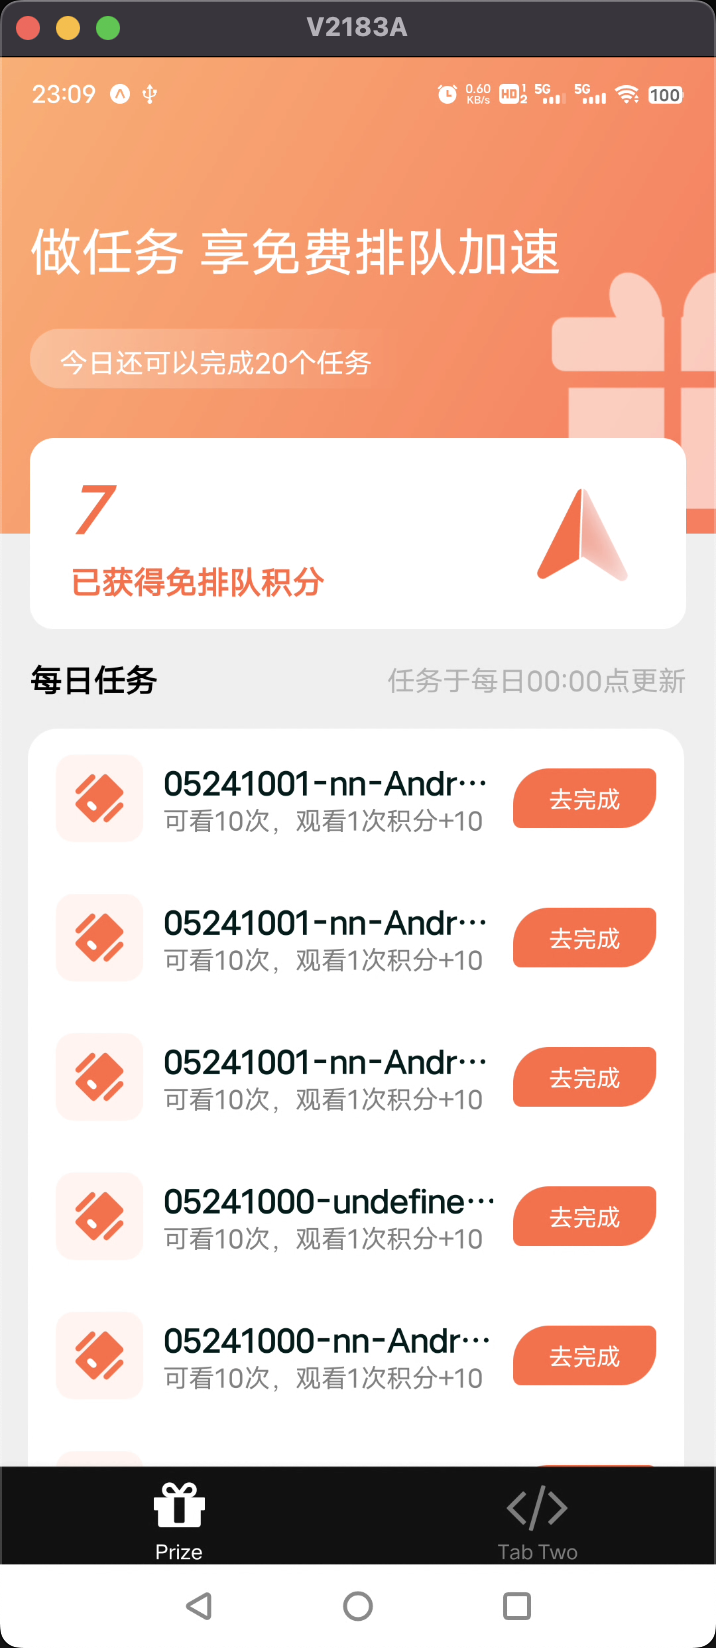 V2183A
23:09
0.60
KB/s
HD 1 2
5G
5G
100
做任务 享免费排队加速
今日还可以完成20个任务
7
已获得免排队积分
每日任务
任务于每日00:00点更新
05241001-nn-Andr···
可看10次，观看1次积分+10
去完成
05241001-nn-Andr···
可看10次，观看1次积分+10
去完成
05241001-nn-Andr···
可看10次，观看1次积分+10
去完成
05241000-undefine···
可看10次，观看1次积分+10
去完成
05241000-nn-Andr···
可看10次，观看1次积分+10
去完成
Prize
Tab Two